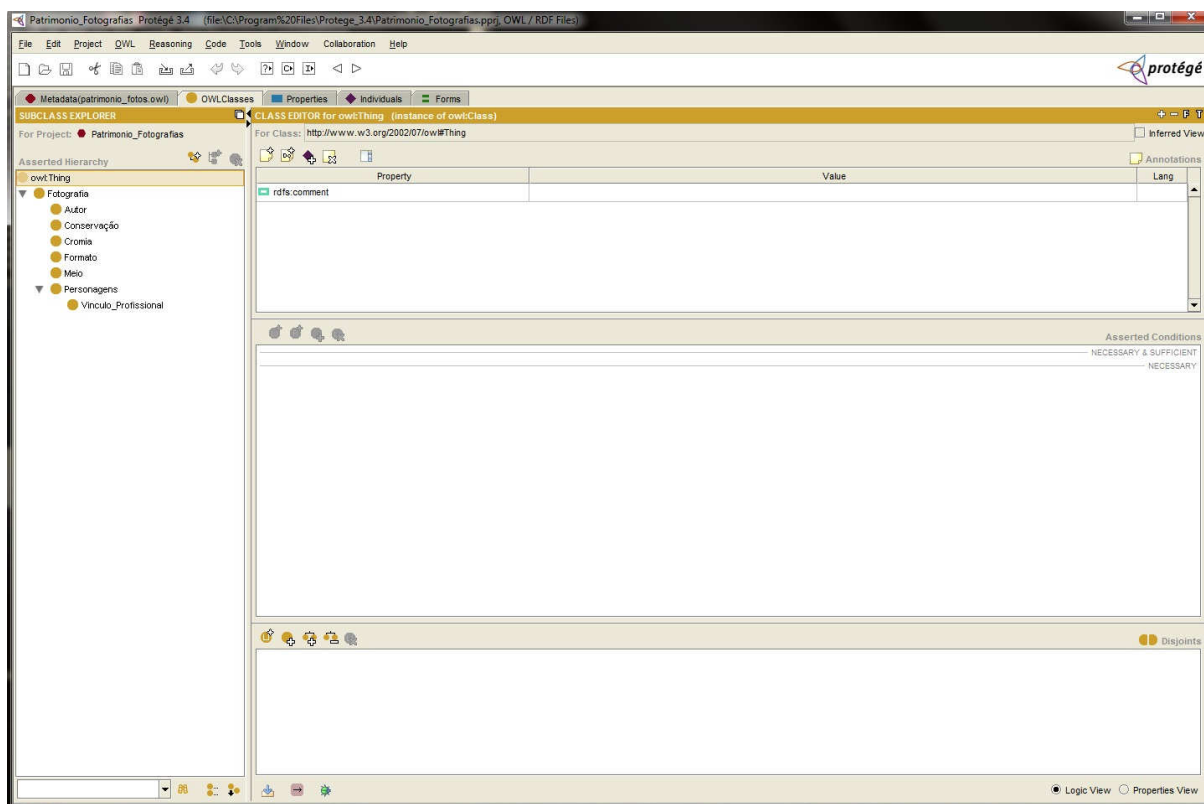 Patrimonio_Fotografias Protégé 3.4 (file:\C:\Program%20Files\Protege_3.4\Patrimonio_Fotografias.pprj, OWL / RDF Files)
File Edit Project OWL Reasoning Code Tools Window Collaboration Help
protégé
Metadata(patrimonio_fotos.owl) OWLClasses Properties Individuals Forms
SUBCLASS EXPLORER
For Project: Patrimonio_Fotografias
Asserted Hierarchy
owl:Thing
Fotografia
Autor
Conservação
Cromia
Formato
Meio
Personagens
Vinculo_Profissional
CLASS EDITOR for owl:Thing (instance of owl:Class)
For Class: http://www.w3.org/2002/07/owl#Thing Inferred View
Annotations
Property Value Lang
rdfs:comment
Asserted Conditions
NECESSARY & SUFFICIENT
NECESSARY
Disjoints
Logic View Properties View